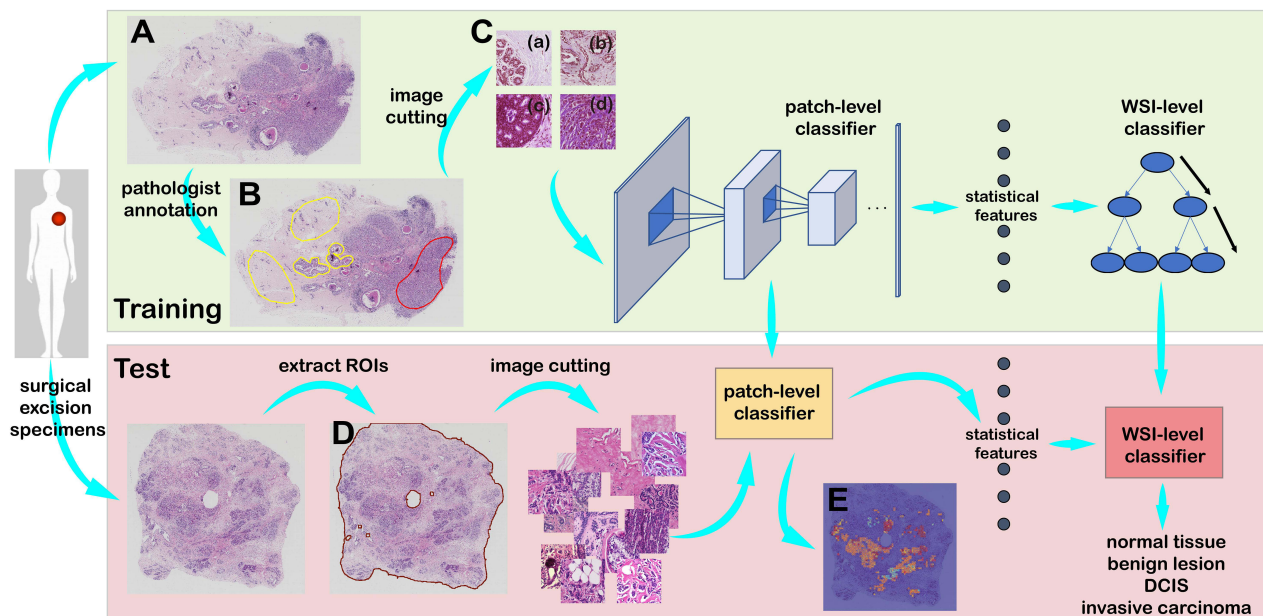 A
pathologist
annotation
B
image
cutting
C
(a)
(b)
(c)
(d)
patch-level
classifier
. . .
statistical
features
WSI-level
classifier
Training
surgical
excision
specimens
Test
extract ROIs
D
image cutting
patch-level
classifier
E
statistical
features
WSI-level
classifier
normal tissue
benign lesion
DCIS
invasive carcinoma